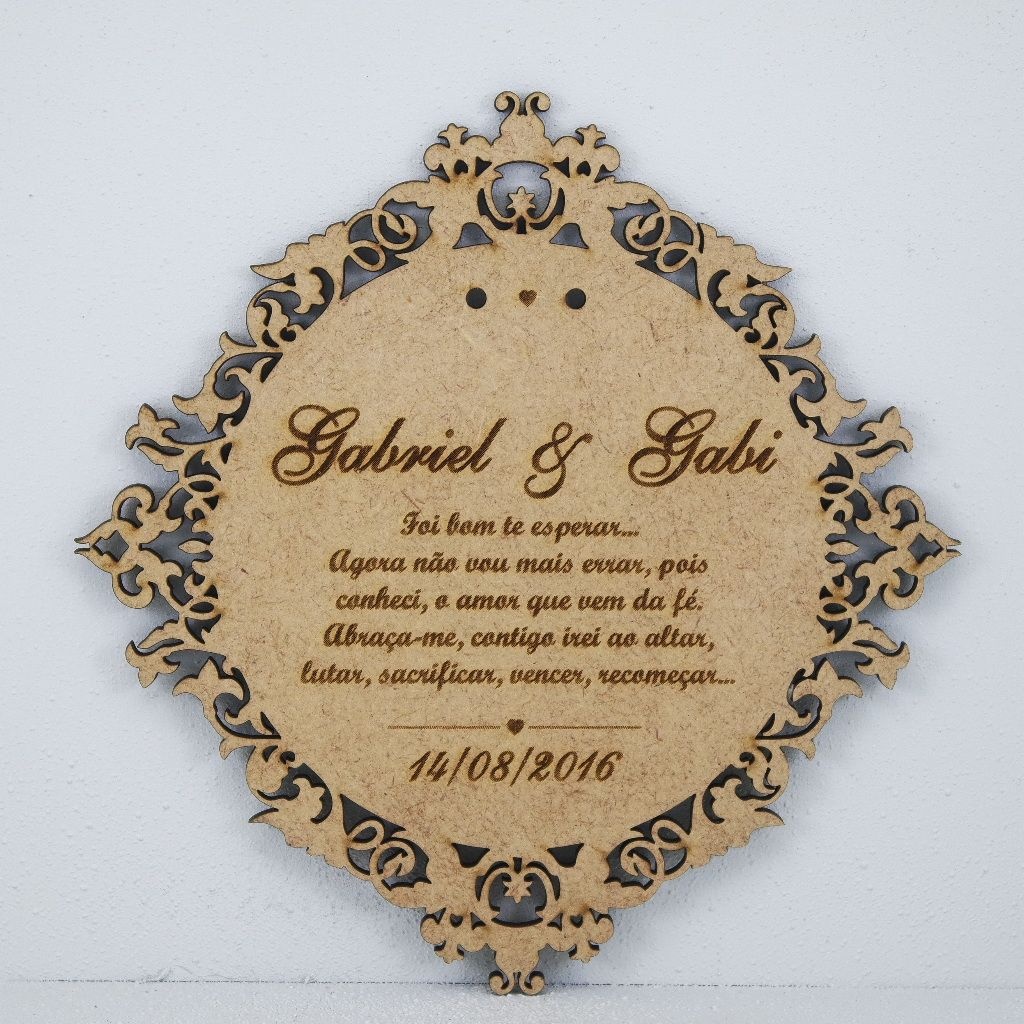 Gabriel & Gabi
Foi bom te esperar...
Agora não vou mais errar, pois
conheci, o amor que vem da fé.
Abraça-me, contigo irei ao altar,
lutar, sacrificar, vencer, recomeçar...
14/08/2016